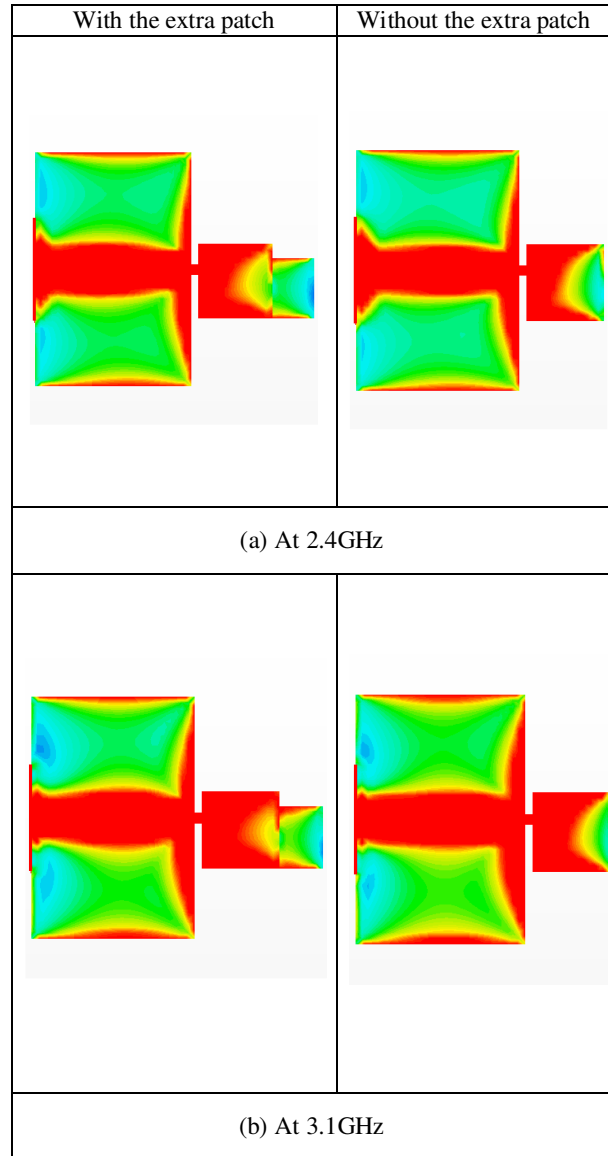 With the extra patch
Without the extra patch
(a) At 2.4GHz
(b) At 3.1GHz